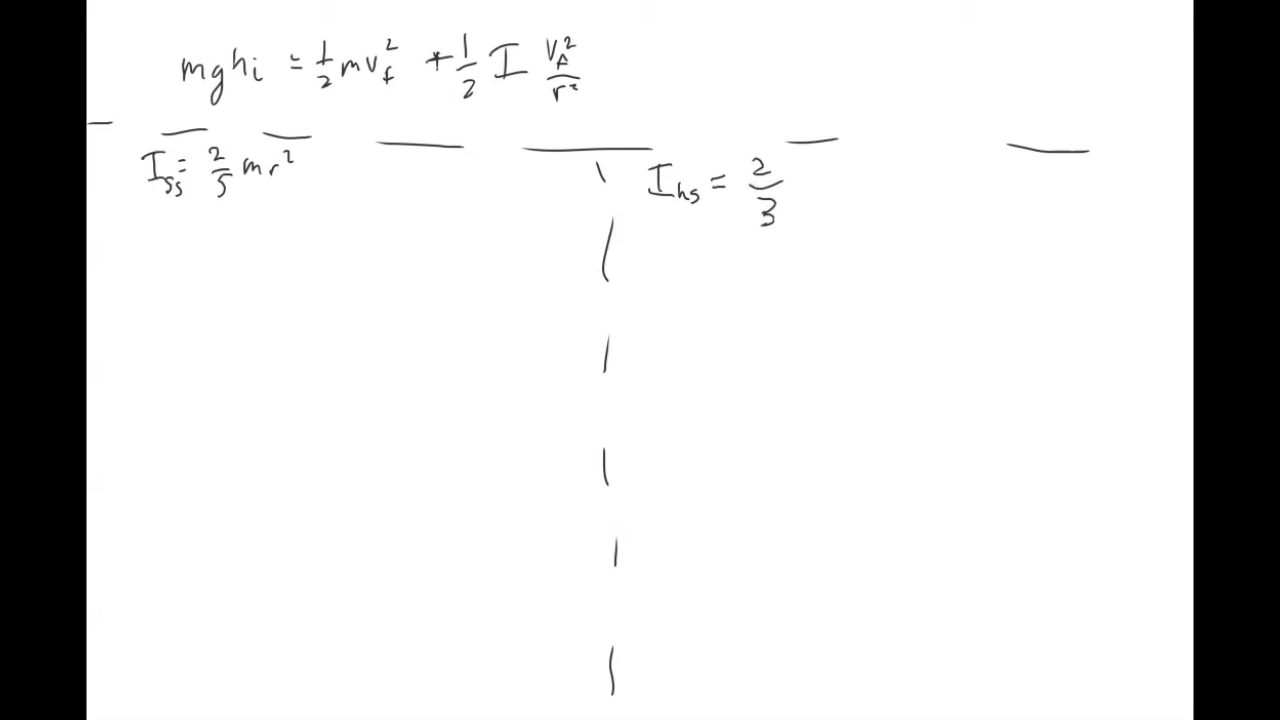 mgh_i = 1/2 mv_f^2 + 1/2 I v_f^2/r^2
I_ss = 2/5 mr^2
I_hs = 2/3